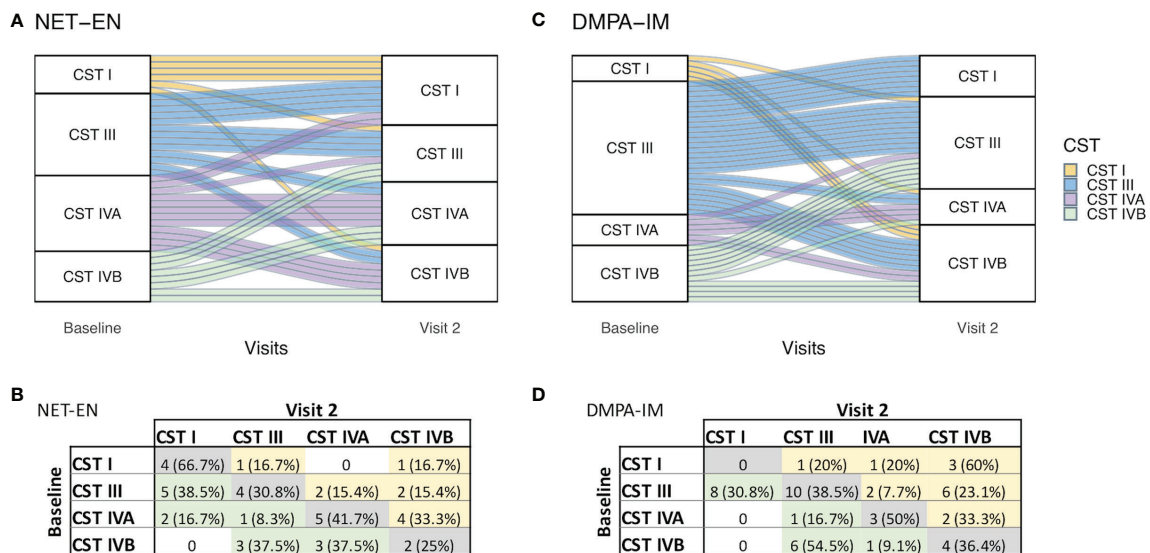 A NET−EN
CST I
CST III
CST IVA
CST IVB
CST I
CST III
CST IVA
CST IVB
Baseline
Visit 2
Visits
C DMPA−IM
CST I
CST III
CST IVA
CST IVB
CST I
CST III
CST IVA
CST IVB
Baseline
Visit 2
Visits
CST
CST I
CST III
CST IVA
CST IVB
B NET-EN
Visit 2
CST I CST III CST IVA CST IVB
Baseline
CST I 4 (66.7%) 1 (16.7%) 0 1 (16.7%)
CST III 5 (38.5%) 4 (30.8%) 2 (15.4%) 2 (15.4%)
CST IVA 2 (16.7%) 1 (8.3%) 5 (41.7%) 4 (33.3%)
CST IVB 0 3 (37.5%) 3 (37.5%) 2 (25%)
D DMPA-IM
Visit 2
CST I CST III IVA CST IVB
Baseline
CST I 0 1 (20%) 1 (20%) 3 (60%)
CST III 8 (30.8%) 10 (38.5%) 2 (7.7%) 6 (23.1%)
CST IVA 0 1 (16.7%) 3 (50%) 2 (33.3%)
CST IVB 0 6 (54.5%) 1 (9.1%) 4 (36.4%)